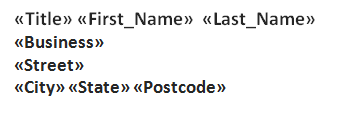 «Title» «First_Name»  «Last_Name»
«Business»
«Street»
«City» «State» «Postcode»